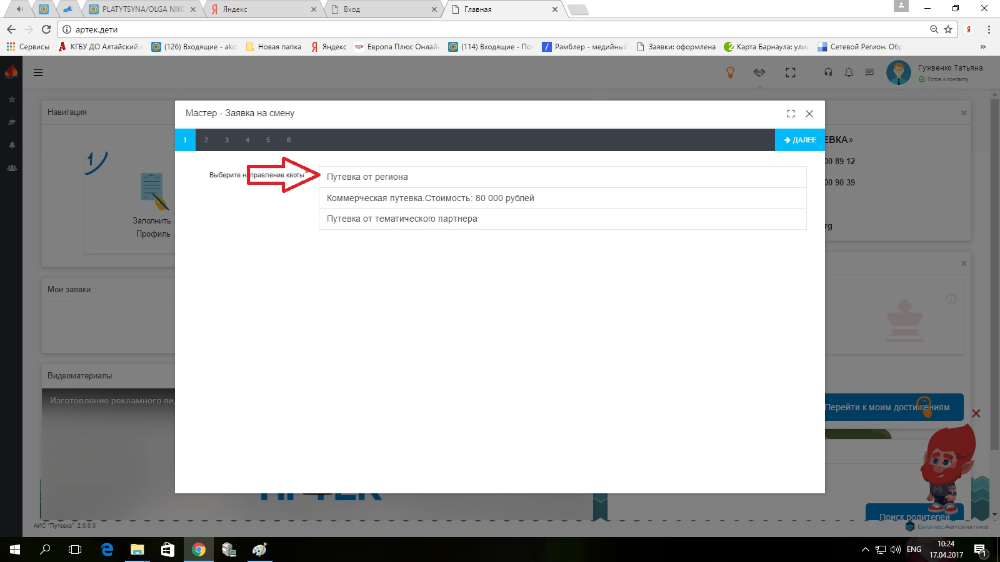 PLATYTSYNA/OLGA NIK
Яндекс
Вход
Главная
артек.дети
Сервисы
КГБУ ДО Алтайский
(126) Входящие - akc
Новая папка
Яндекс
Европа Плюс Онлай
(114) Входящие - По
Рамблер - медийны
Заявки: оформлена
Карта Барнаула: ули
Сетевой Регион. Обр
»
Гужвенко Татьяна
Готов к контакту
Навигация
1)
Заполнить
Профиль
Мои заявки
Видеоматериалы
Изготовление рекламного ви
Мастер - Заявка на смену
1 2 3 4 5 6
ДАЛЕЕ
Выберите направление квоты *
Путевка от региона
Коммерческая путевка.Стоимость: 80 000 рублей
Путевка от тематического партнера
ЕВКА»
00 89 12
00 90 39
rg
Перейти к моим достижениям
Поиск родителей
АИС "Путевка" 2.0.0.0
БизнесАвтоматика
ENG
10:24
17.04.2017
1